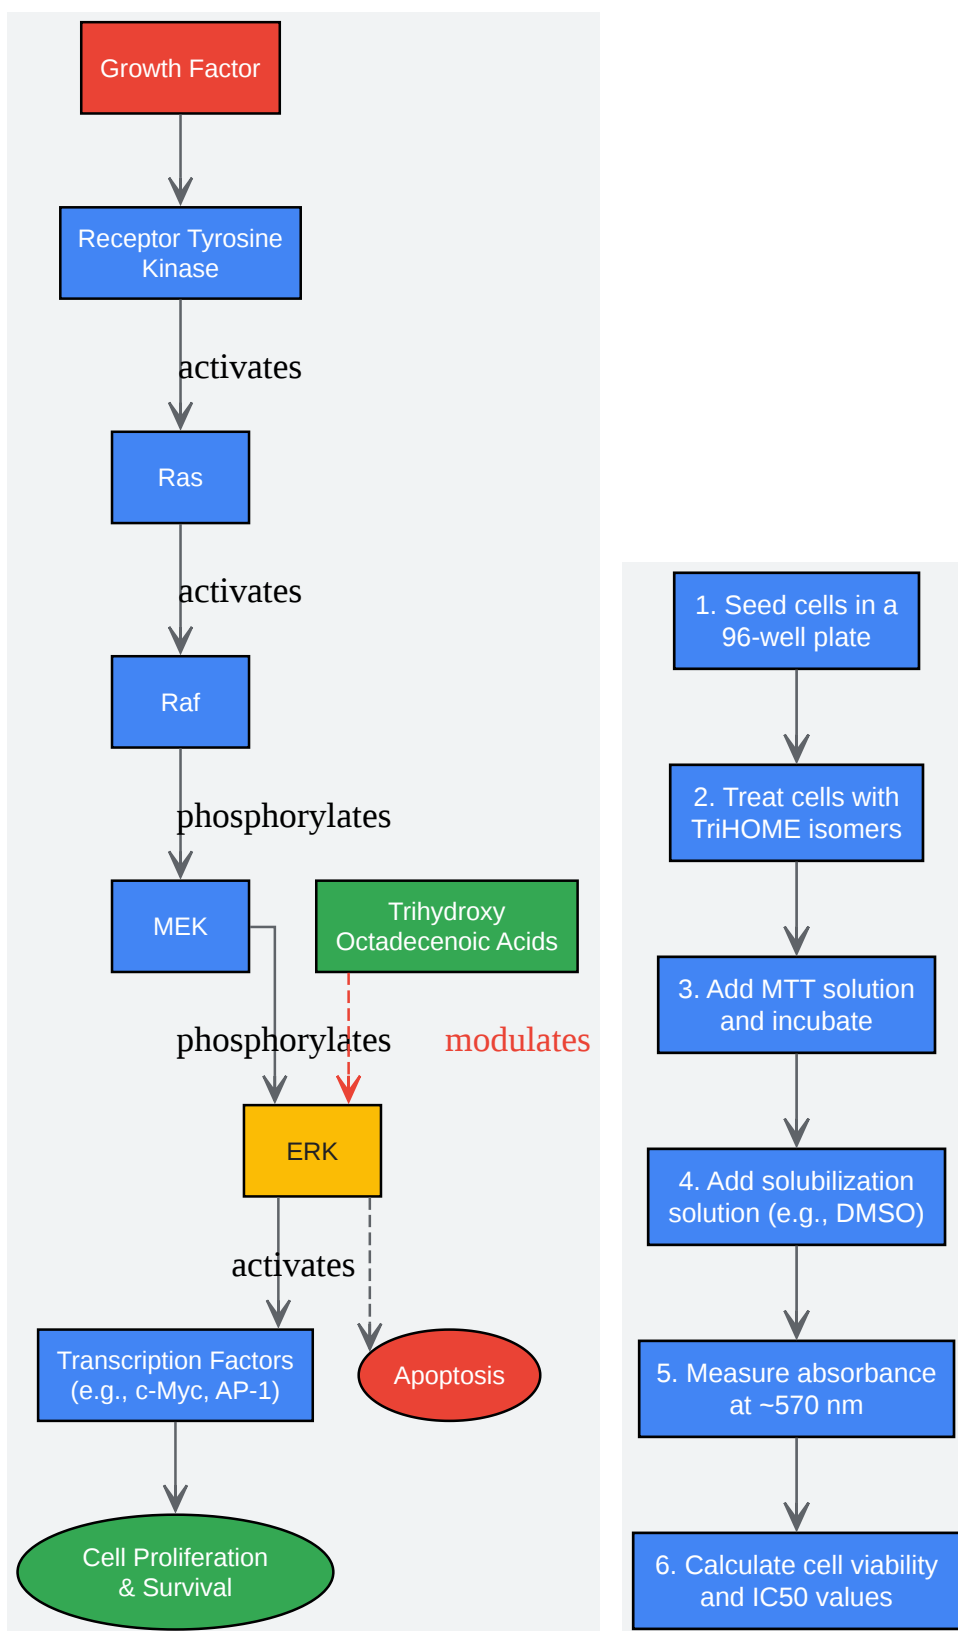 Growth Factor
Receptor Tyrosine
Kinase
activates
Ras
activates
Raf
phosphorylates
MEK
Trihydroxy
Octadecenoic Acids
phosphorylates
modulates
ERK
activates
Transcription Factors
(e.g., c-Myc, AP-1)
Apoptosis
Cell Proliferation
& Survival
1. Seed cells in a
96-well plate
2. Treat cells with
TriHOME isomers
3. Add MTT solution
and incubate
4. Add solubilization
solution (e.g., DMSO)
5. Measure absorbance
at ~570 nm
6. Calculate cell viability
and IC50 values